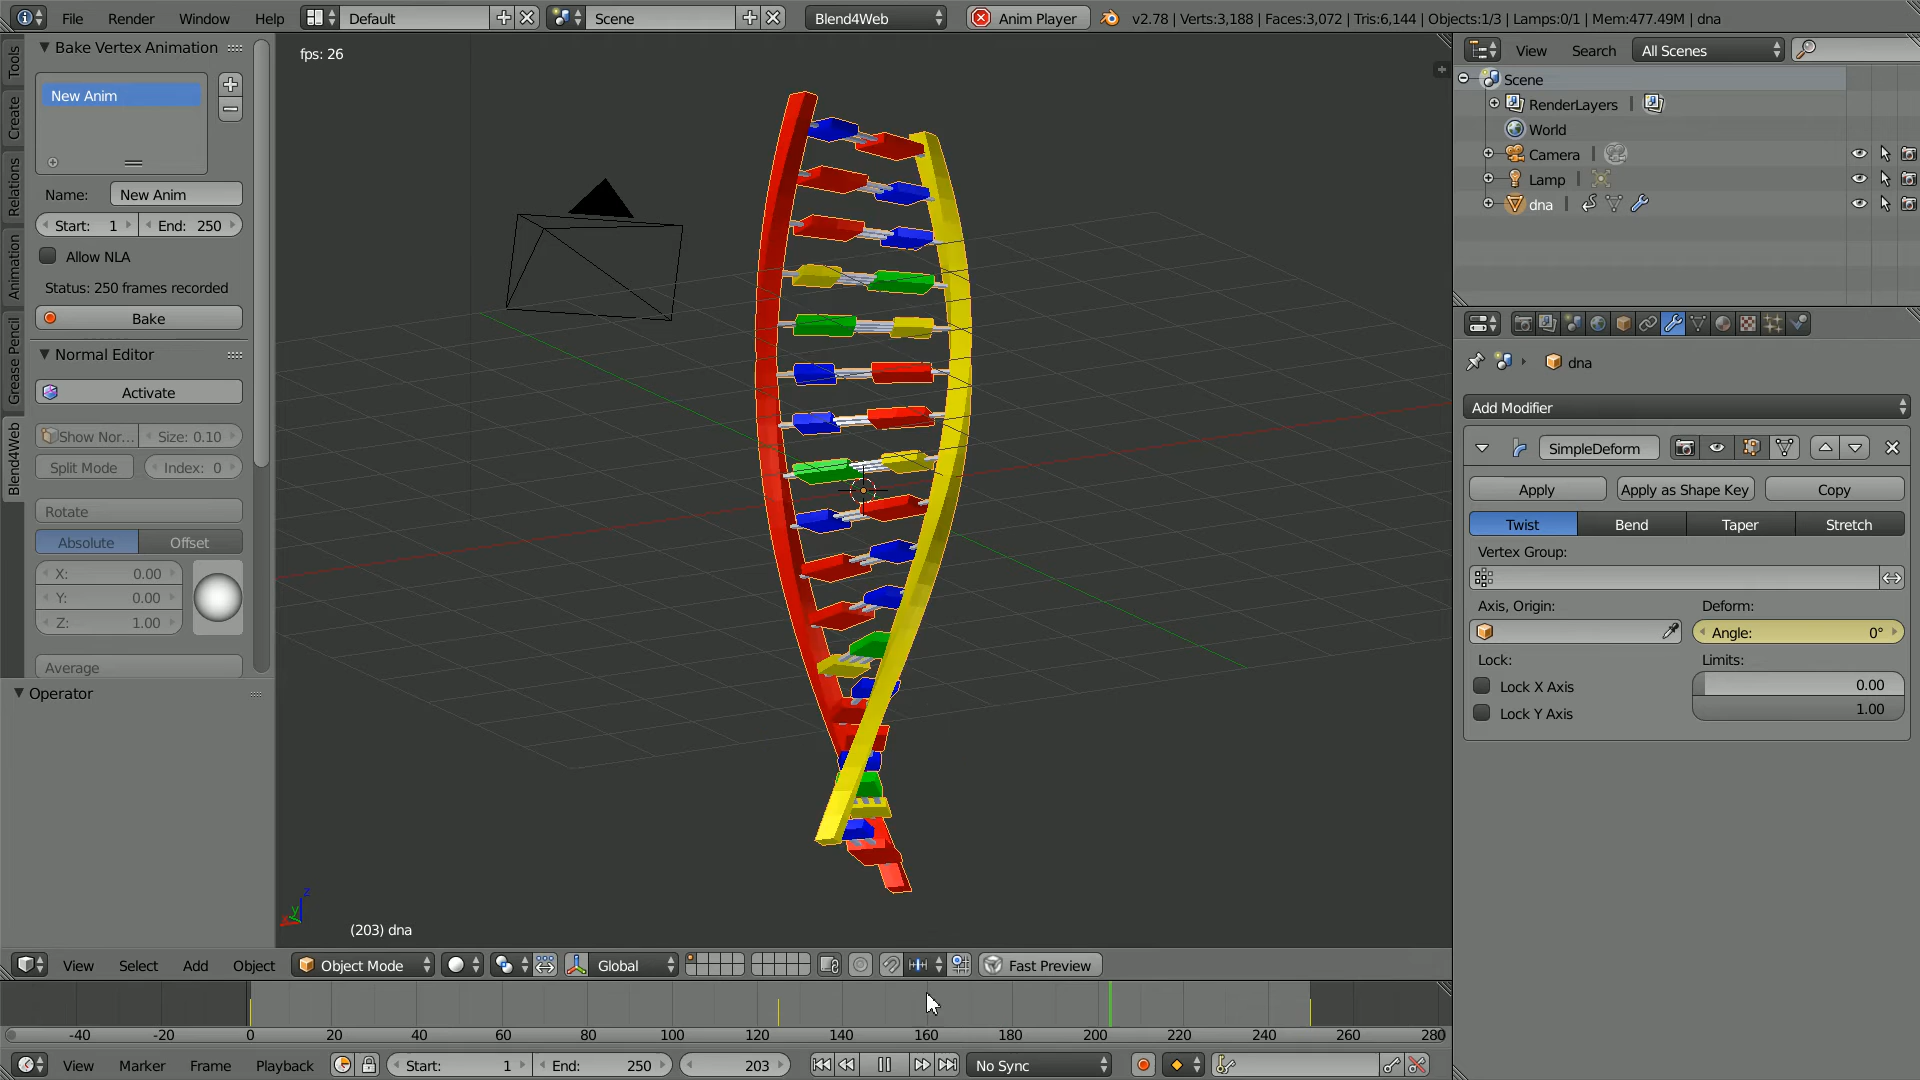 File Render Window Help Default Scene Blend4Web Anim Player v2.78 | Verts:3,188 | Faces:3,072 | Tris:6,144 | Objects:1/3 | Lamps:0/1 | Mem:477.49M | dna
Tools
Create
Relations
Animation
Grease Pencil
Blend4Web
Bake Vertex Animation
New Anim
Name: New Anim
Start: 1 End: 250
Allow NLA
Status: 250 frames recorded
Bake
Normal Editor
Activate
Show Nor... Size: 0.10
Split Mode Index: 0
Rotate
Absolute Offset
X: 0.00
Y: 0.00
Z: 1.00
Average
Operator
fps: 26
z
y
x
(203) dna
View Search All Scenes
Scene
RenderLayers
World
Camera
Lamp
dna
dna
Add Modifier
SimpleDeform
Apply Apply as Shape Key Copy
Twist Bend Taper Stretch
Vertex Group:
Axis, Origin: Deform:
Angle: 0°
Lock: Limits:
Lock X Axis 0.00
Lock Y Axis 1.00
View Select Add Object Object Mode Global Fast Preview
-40 -20 0 20 40 60 80 100 120 140 160 180 200 220 240 260 280
View Marker Frame Playback Start: 1 End: 250 203 No Sync